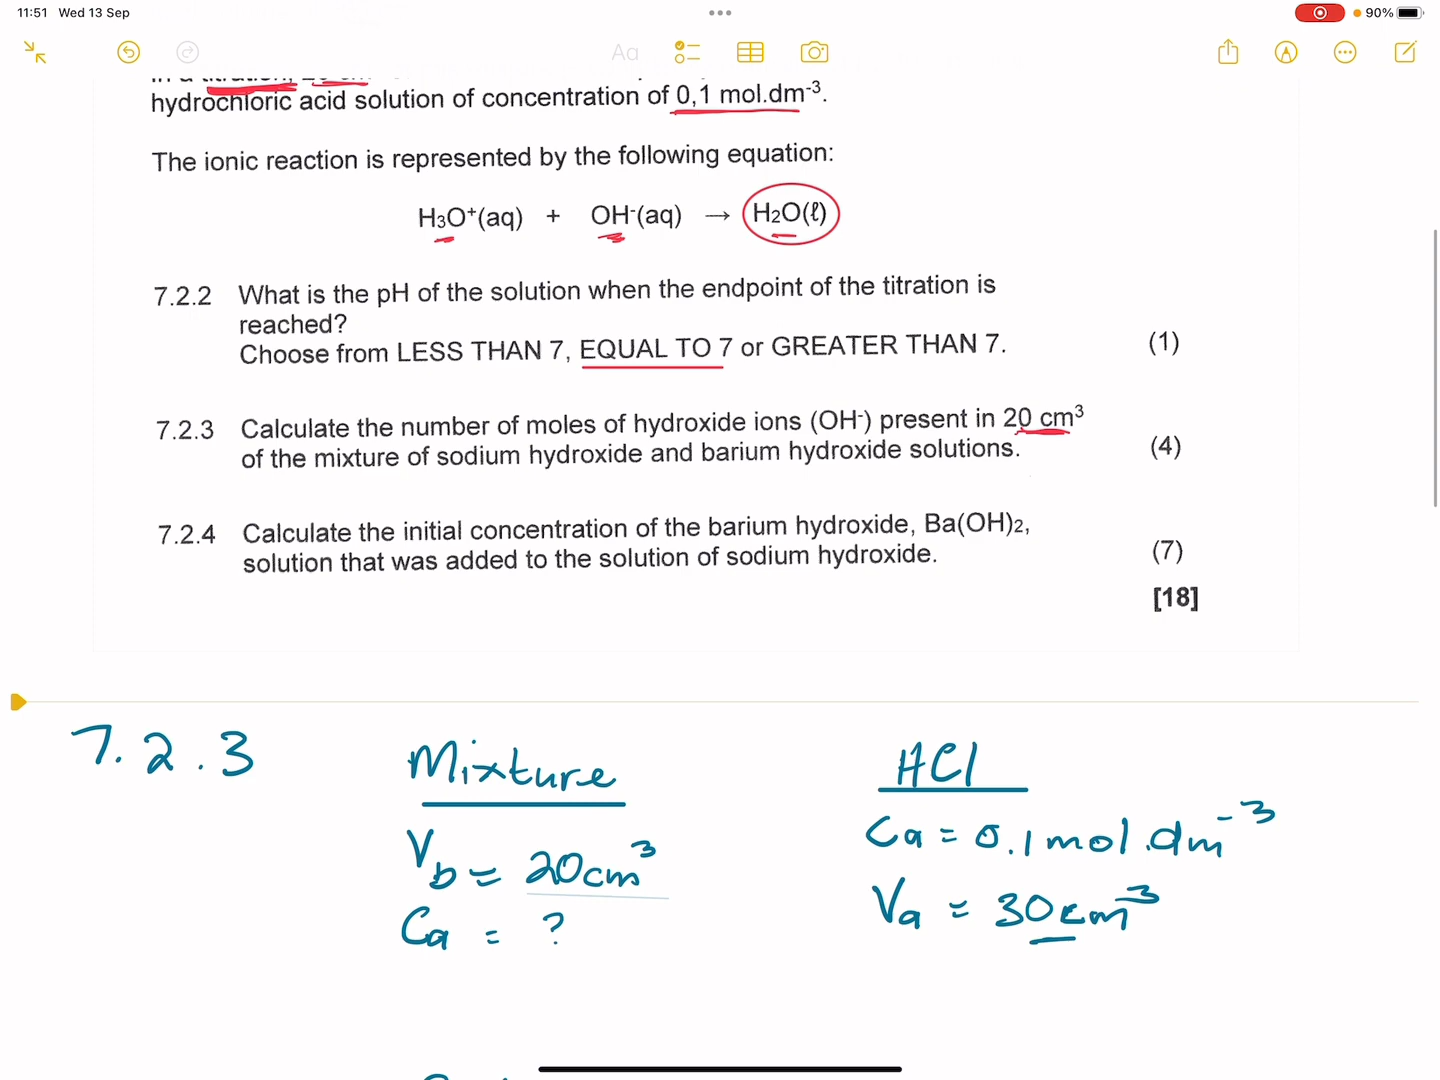 11:51 Wed 13 Sep
90%
Aa
In a titration, 20 cm
hydrochloric acid solution of concentration of 0,1 mol.dm⁻³.
The ionic reaction is represented by the following equation:
H₃O⁺(aq) + OH⁻(aq) → H₂O(ℓ)
7.2.2 What is the pH of the solution when the endpoint of the titration is
reached?
Choose from LESS THAN 7, EQUAL TO 7 or GREATER THAN 7. (1)
7.2.3 Calculate the number of moles of hydroxide ions (OH⁻) present in 20 cm³
of the mixture of sodium hydroxide and barium hydroxide solutions. (4)
7.2.4 Calculate the initial concentration of the barium hydroxide, Ba(OH)₂,
solution that was added to the solution of sodium hydroxide. (7)
[18]
7.2.3 Mixture HCl
V_b = 20cm³ Ca = 0.1 mol.dm⁻³
Ca = ? Va = 30cm³